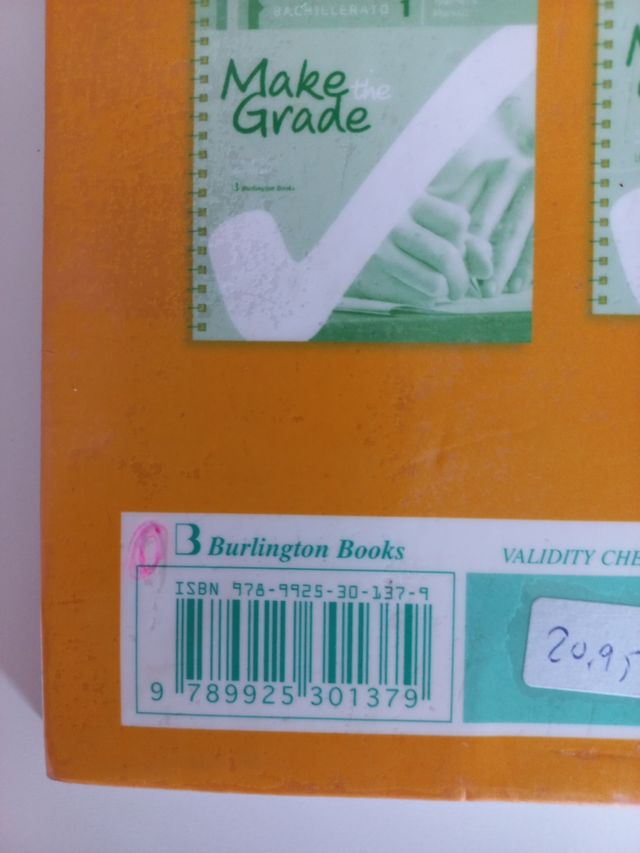 BACHILLERATO 1
Make the
Grade
B Burlington Books
B Burlington Books
VALIDITY CHE
ISBN 978-9925-30-137-9
20,95
9 789925 301379